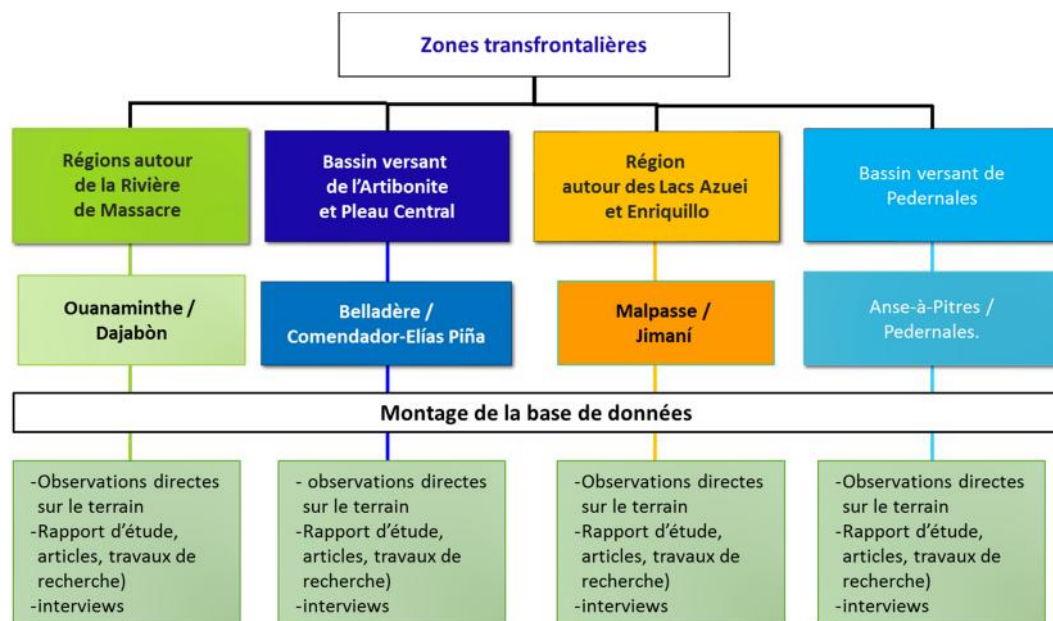 Zones transfrontalières
Régions autour
de la Rivière
de Massacre
Bassin versant
de l'Artibonite
et Pleau Central
Région
autour des Lacs Azuei
et Enriquillo
Bassin versant de
Pedernales
Ouanaminthe /
Dajabòn
Belladère /
Comendador-Elías Piña
Malpasse /
Jimaní
Anse-à-Pitres /
Pedernales.
Montage de la base de données
-Observations directes
sur le terrain
-Rapport d'étude,
articles, travaux de
recherche)
-interviews
- observations directes
sur le terrain
-Rapport d'étude,
articles, travaux de
recherche)
-interviews
-Observations directes
sur le terrain
-Rapport d'étude,
articles, travaux de
recherche)
-interviews
-Observations directes
sur le terrain
-Rapport d'étude,
articles, travaux de
recherche)
-interviews